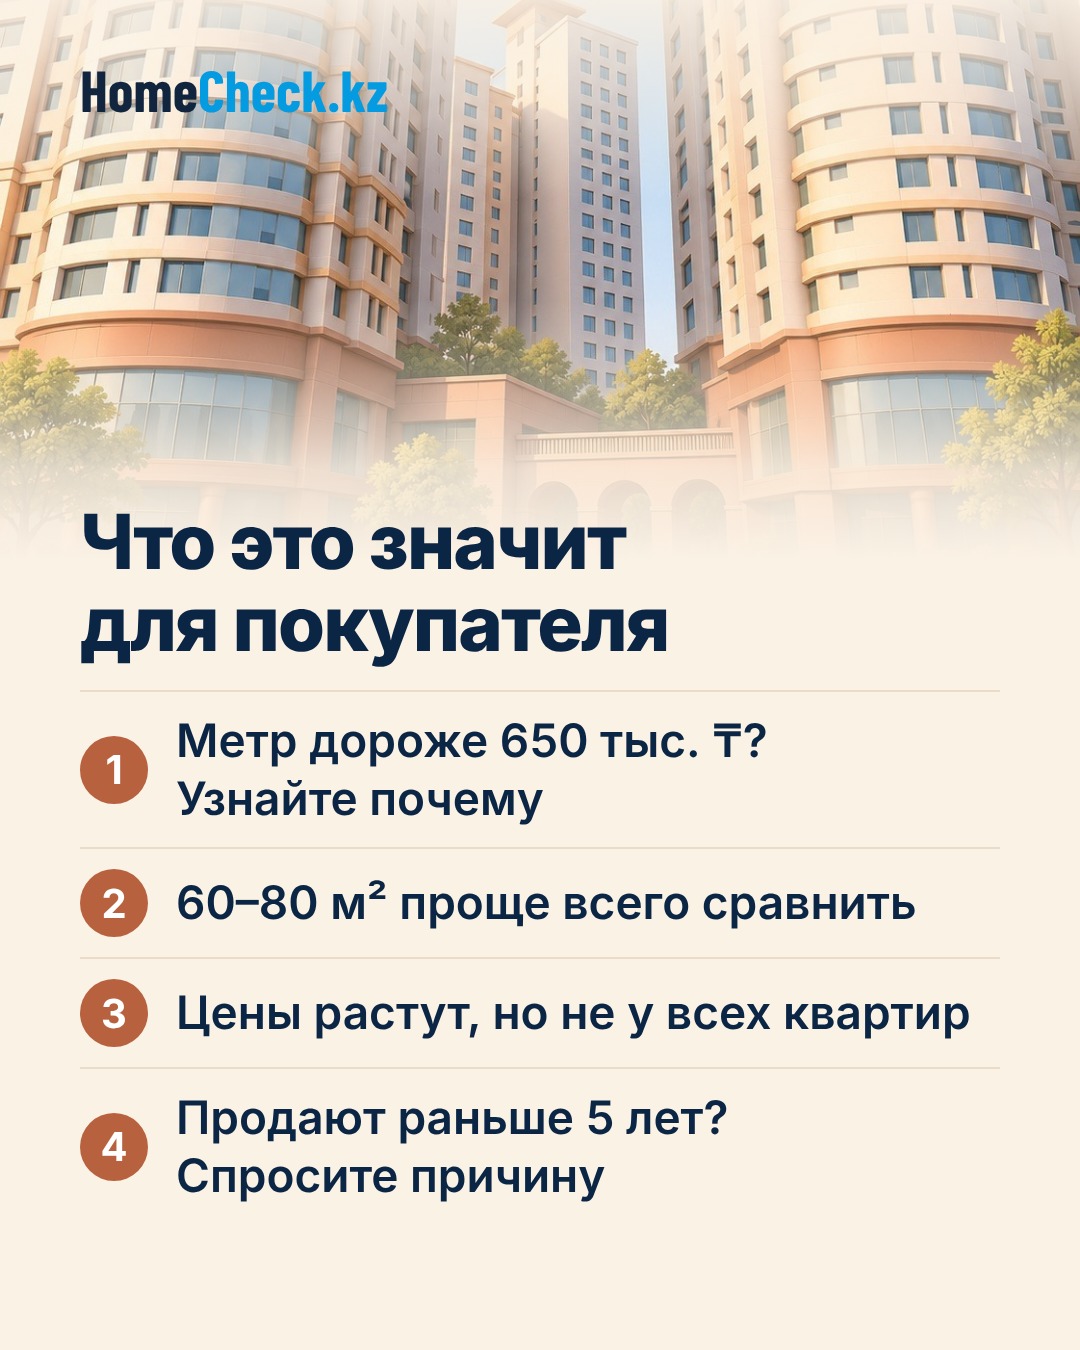 HomeCheck.kz
Что это значит
для покупателя
1
Метр дороже 650 тыс. ₸?
Узнайте почему
2
60–80 м² проще всего сравнить
3
Цены растут, но не у всех квартир
4
Продают раньше 5 лет?
Спросите причину